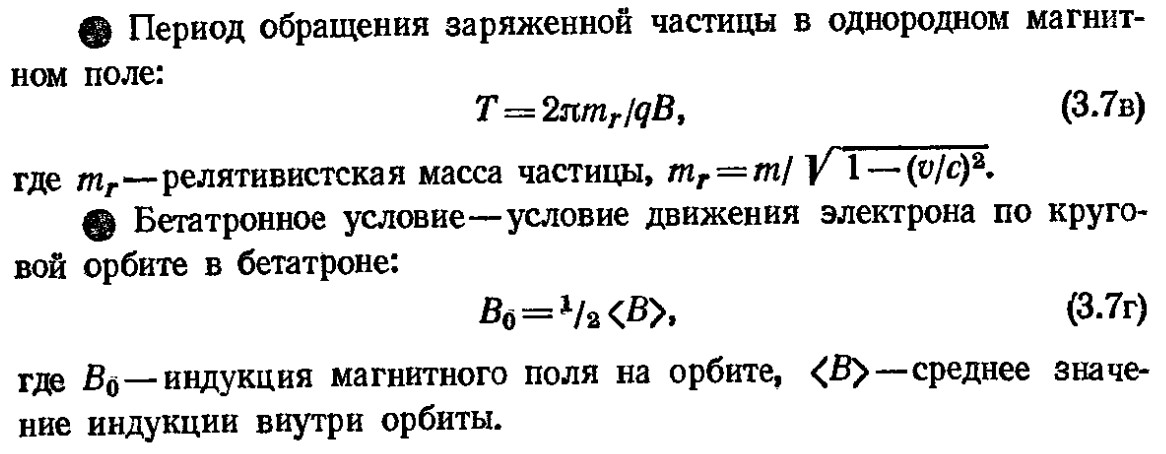 ● Период обращения заряженной частицы в однородном магнит-
ном поле:
T = 2πm_r/qB, (3.7в)
где m_r — релятивистская масса частицы, m_r = m/√(1 — (v/c)²).
● Бетатронное условие — условие движения электрона по круго-
вой орбите в бетатроне:
B₀ = ¹/₂ ⟨B⟩, (3.7г)
где B₀ — индукция магнитного поля на орбите, ⟨B⟩ — среднее значе-
ние индукции внутри орбиты.